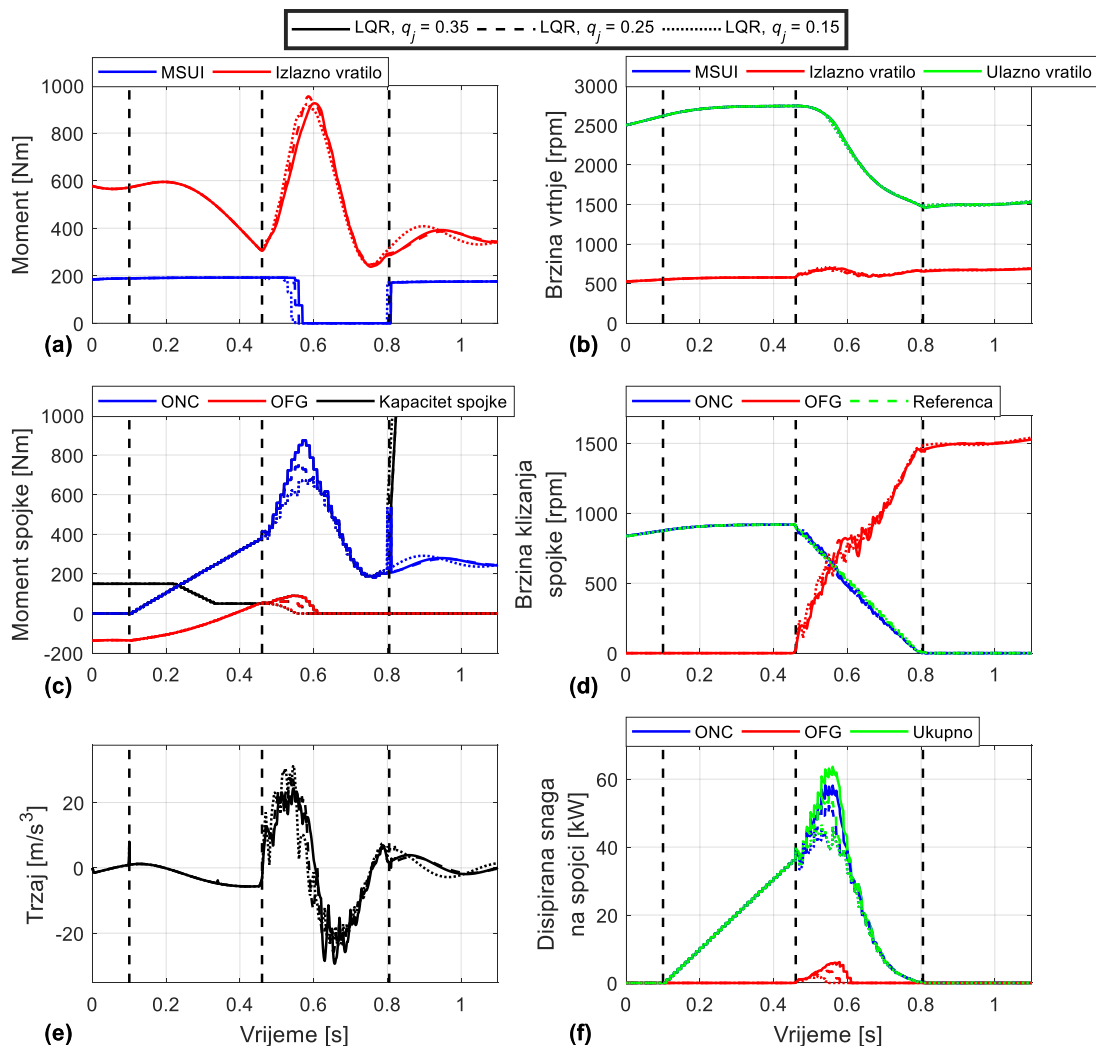 LQR, qj = 0.35 LQR, qj = 0.25 LQR, qj = 0.15
MSUI Izlazno vratilo
1000
800
600
400
200
0
Moment [Nm]
0 0.2 0.4 0.6 0.8 1
(a)
MSUI Izlazno vratilo Ulazno vratilo
3000
2500
2000
1500
1000
500
0
Brzina vrtnje [rpm]
0 0.2 0.4 0.6 0.8 1
(b)
ONC OFG Kapacitet spojke
1000
800
600
400
200
0
-200
Moment spojke [Nm]
0 0.2 0.4 0.6 0.8 1
(c)
ONC OFG Referenca
1500
1000
500
0
Brzina klizanja
spojke [rpm]
0 0.2 0.4 0.6 0.8 1
(d)
20
0
-20
Trzaj [m/s³]
0 0.2 0.4 0.6 0.8 1
Vrijeme [s]
(e)
ONC OFG Ukupno
60
40
20
0
Disipirana snaga
na spojci [kW]
0 0.2 0.4 0.6 0.8 1
Vrijeme [s]
(f)